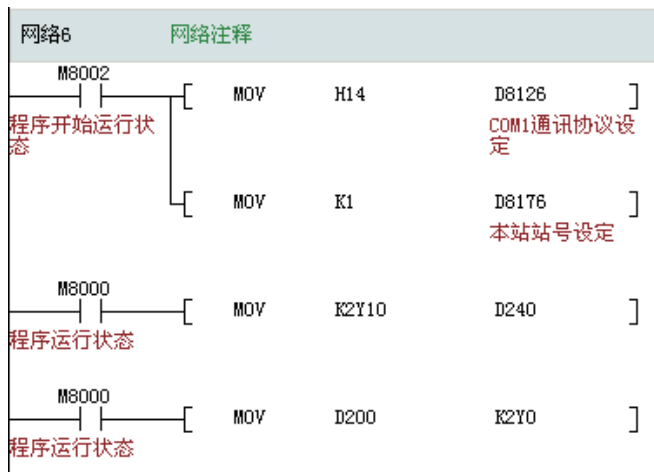 网络6 网络注释
M8002
MOV H14 D8126
程序开始运行状态
COM1通讯协议设定
MOV K1 D8176
本站站号设定
M8000
MOV K2Y10 D240
程序运行状态
M8000
MOV D200 K2Y0
程序运行状态